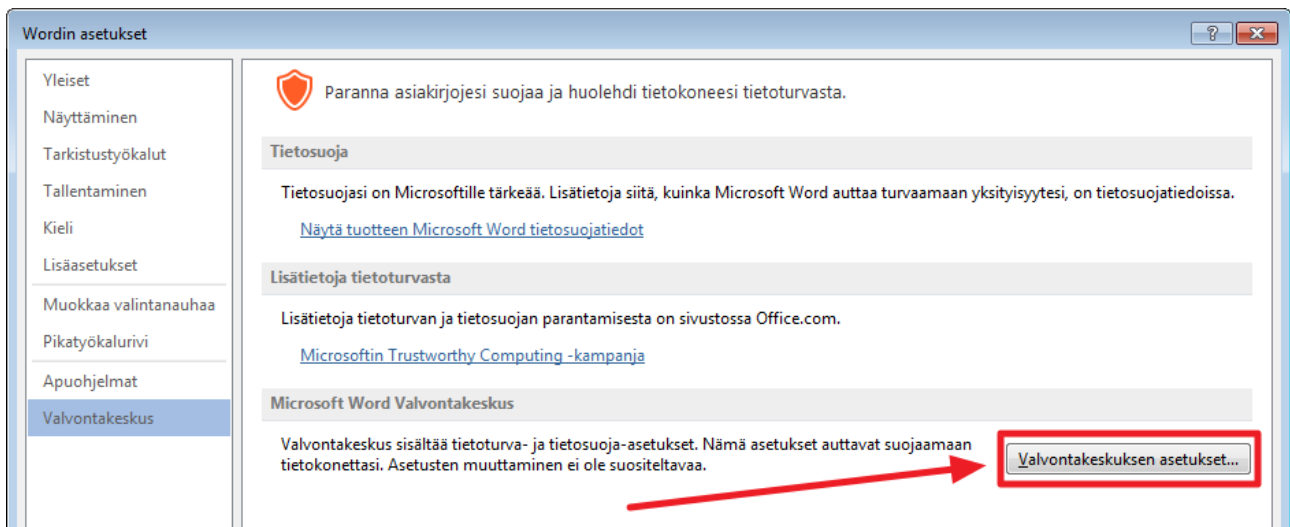 Wordin asetukset
Yleiset
Näyttäminen
Tarkistustyökalut
Tallentaminen
Kieli
Lisäasetukset
Muokkaa valintanauhaa
Pikatyökalurivi
Apuohjelmat
Valvontakeskus
Paranna asiakirjojesi suojaa ja huolehdi tietokoneesi tietoturvasta.
Tietosuoja
Tietosuojasi on Microsoftille tärkeää. Lisätietoja siitä, kuinka Microsoft Word auttaa turvaamaan yksityisyytesi, on tietosuojatiedoissa.
Näytä tuotteen Microsoft Word tietosuojatiedot
Lisätietoja tietoturvasta
Lisätietoja tietoturvan ja tietosuojan parantamisesta on sivustossa Office.com.
Microsoftin Trustworthy Computing -kampanja
Microsoft Word Valvontakeskus
Valvontakeskus sisältää tietoturva- ja tietosuoja-asetukset. Nämä asetukset auttavat suojaamaan
tietokonettasi. Asetusten muuttaminen ei ole suositeltavaa.
Valvontakeskuksen asetukset...